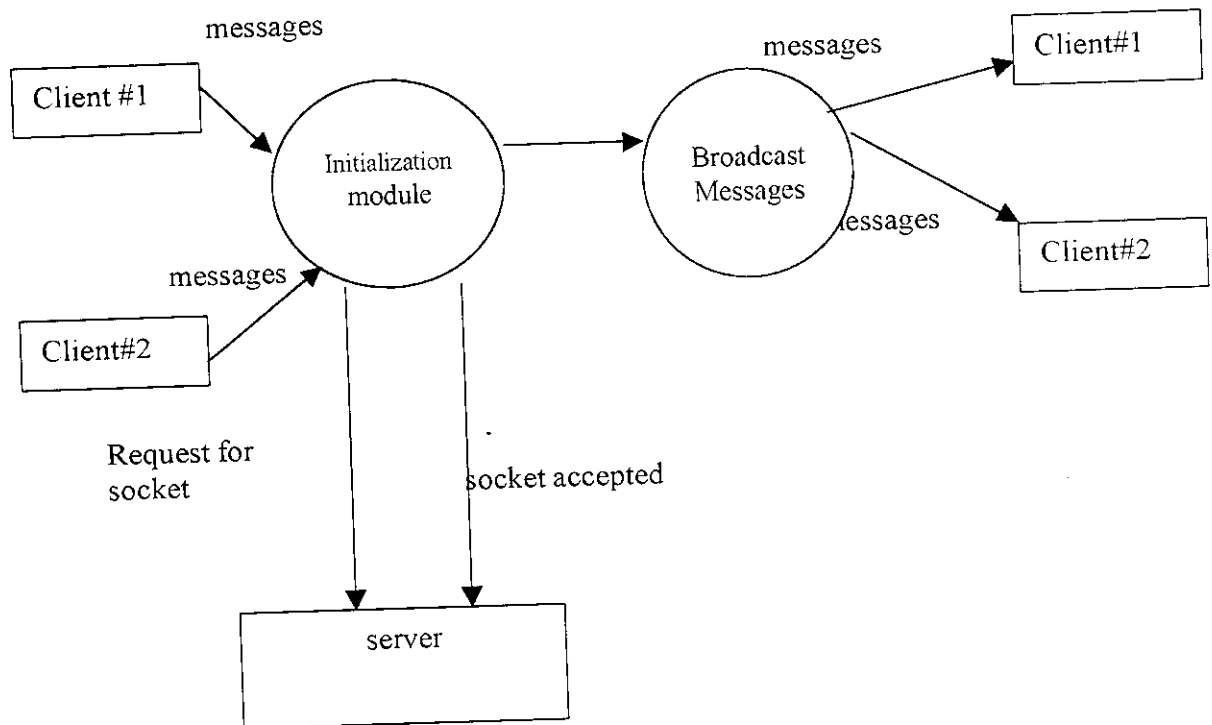 messages
messages
Client#1
Client #1
Initialization
module
Broadcast
Messages
messages
essages
Client#2
Client#2
Request for
socket
socket accepted
server